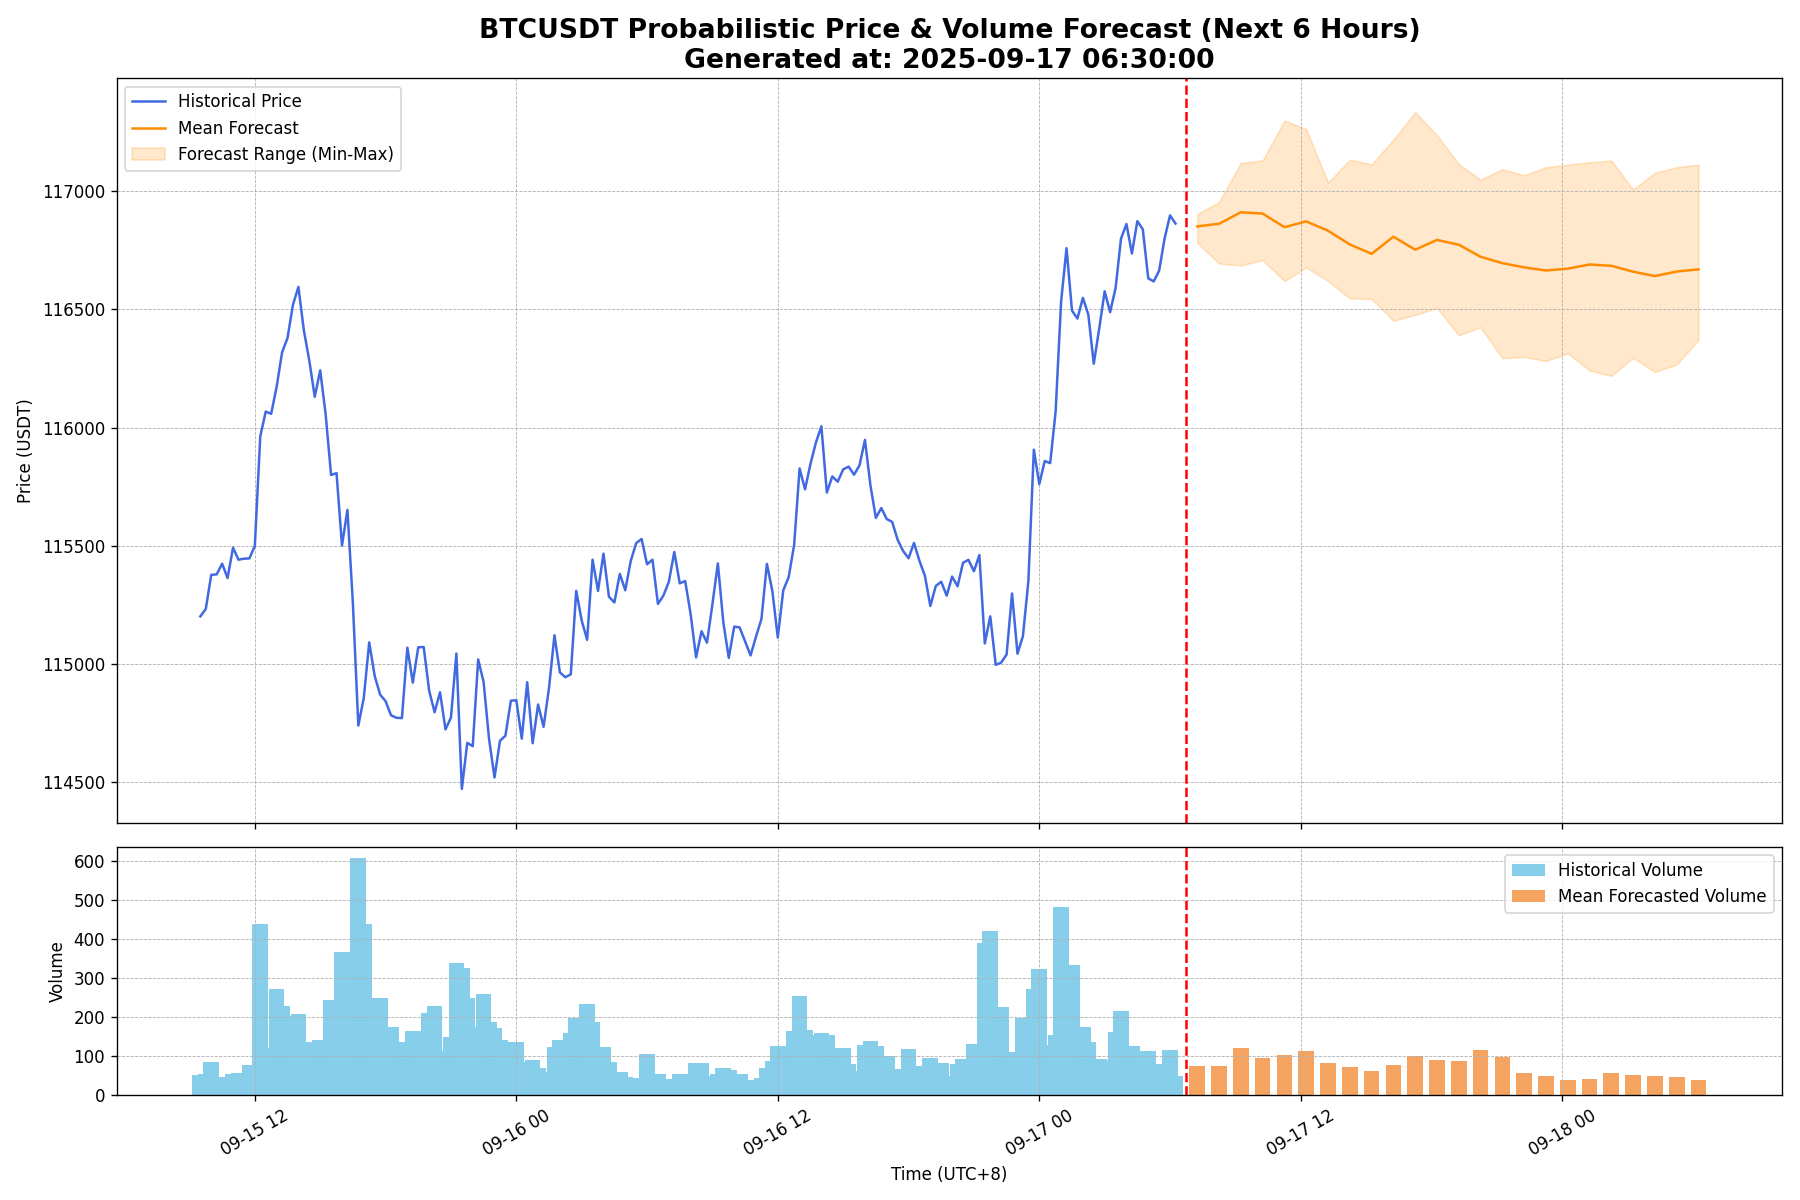 BTCUSDT Probabilistic Price & Volume Forecast (Next 6 Hours)
Generated at: 2025-09-17 06:30:00
Historical Price
Mean Forecast
Forecast Range (Min-Max)
117000
116500
116000
115500
115000
114500
Price (USDT)
Historical Volume
Mean Forecasted Volume
600
500
400
300
200
100
0
Volume
09-15 12
09-16 00
09-16 12
09-17 00
09-17 12
09-18 00
Time (UTC+8)